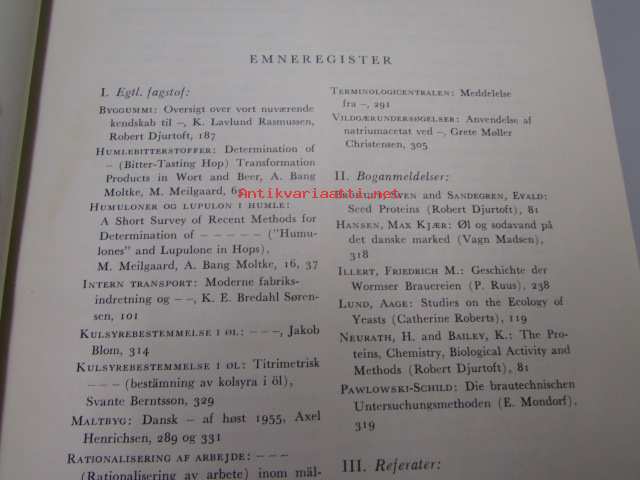 EMNEREGISTER
I. Egtl. fagstof:
BYGGUMMI: Oversigt over vort nuværende
kendskab til –, K. Lavlund Rasmussen,
Robert Djurtoft, 187
HUMLEBITTERSTOFFER: Determination of
– (Bitter-Tasting Hop) Transformation
Products in Wort and Beer, A. Bang
Moltke, M. Meilgaard,
HUMULONER OG LUPULON I HUMLE:
A Short Survey of Recent Methods for
Determination of – – – – – ("Humu-
lones" and Lupulone in Hops),
M. Meilgaard, A. Bang Moltke, 16, 37
INTERN TRANSPORT: Moderne fabriks-
indretning og – –, K. E. Bredahl Søren-
sen, 101
KULSYREBESTEMMELSE I ØL: – – –, Jakob
Blom, 314
KULSYREBESTEMMELSE I ØL: Titrimetrisk
– – – (bestämning av kolsyra i öl),
Svante Berntsson, 329
MALTBYG: Dansk – af høst 1955, Axel
Henrichsen, 289 og 331
RATIONALISERING AF ARBEJDE: – – –
(Rationalisering av arbete) inom mäl-
TERMINOLOGICENTRALEN: Meddelelse
fra –, 291
VILDGÆRUNDERSØGELSER: Anvendelse af
natriumacetat ved –, Grete Møller
Christensen, 305
II. Boganmeldelser:
SVEN and SANDEGREN, EVALD:
Seed Proteins (Robert Djurtoft), 81
HANSEN, MAX KJÆR: Øl og sodavand på
det danske marked (Vagn Madsen),
318
ILLERT, FRIEDRICH M.: Geschichte der
Wormser Brauereien (P. Ruus), 238
LUND, AAGE: Studies on the Ecology of
Yeasts (Catherine Roberts), 119
NEURATH, H. and BAILEY, K.: The Pro-
teins, Chemistry, Biological Activity and
Methods (Robert Djurtoft), 81
PAWLOWSKI-SCHILD: Die brautechnischen
Untersuchungsmethoden (E. Mondorf),
319
III. Referater:
Antikvariaatti.net